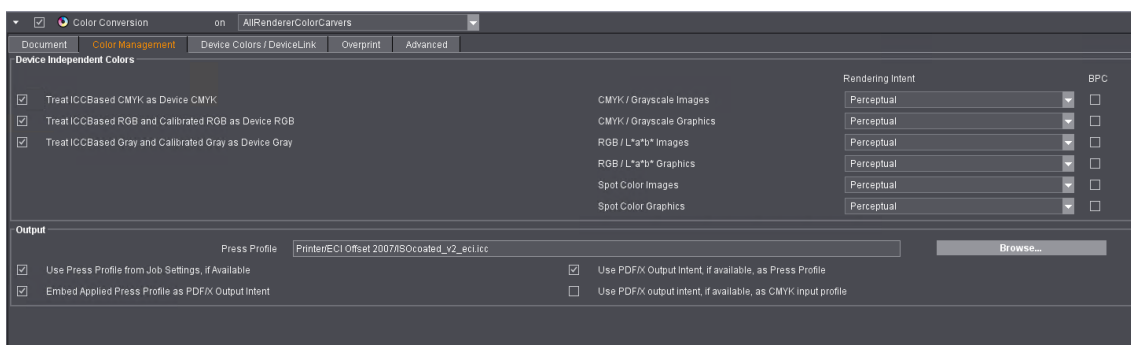 Color Conversion on AllRendererColorCarvers
Document Color Management Device Colors / DeviceLink Overprint Advanced
Device Independent Colors
Rendering Intent BPC
Treat ICCBased CMYK as Device CMYK CMYK / Grayscale Images Perceptual
Treat ICCBased RGB and Calibrated RGB as Device RGB CMYK / Grayscale Graphics Perceptual
Treat ICCBased Gray and Calibrated Gray as Device Gray RGB / L*a*b* Images Perceptual
RGB / L*a*b* Graphics Perceptual
Spot Color Images Perceptual
Spot Color Graphics Perceptual
Output
Press Profile Printer/ECI Offset 2007/ISOcoated_v2_eci.icc Browse...
Use Press Profile from Job Settings, if Available Use PDF/X Output Intent, if available, as Press Profile
Embed Applied Press Profile as PDF/X Output Intent Use PDF/X output intent, if available, as CMYK input profile